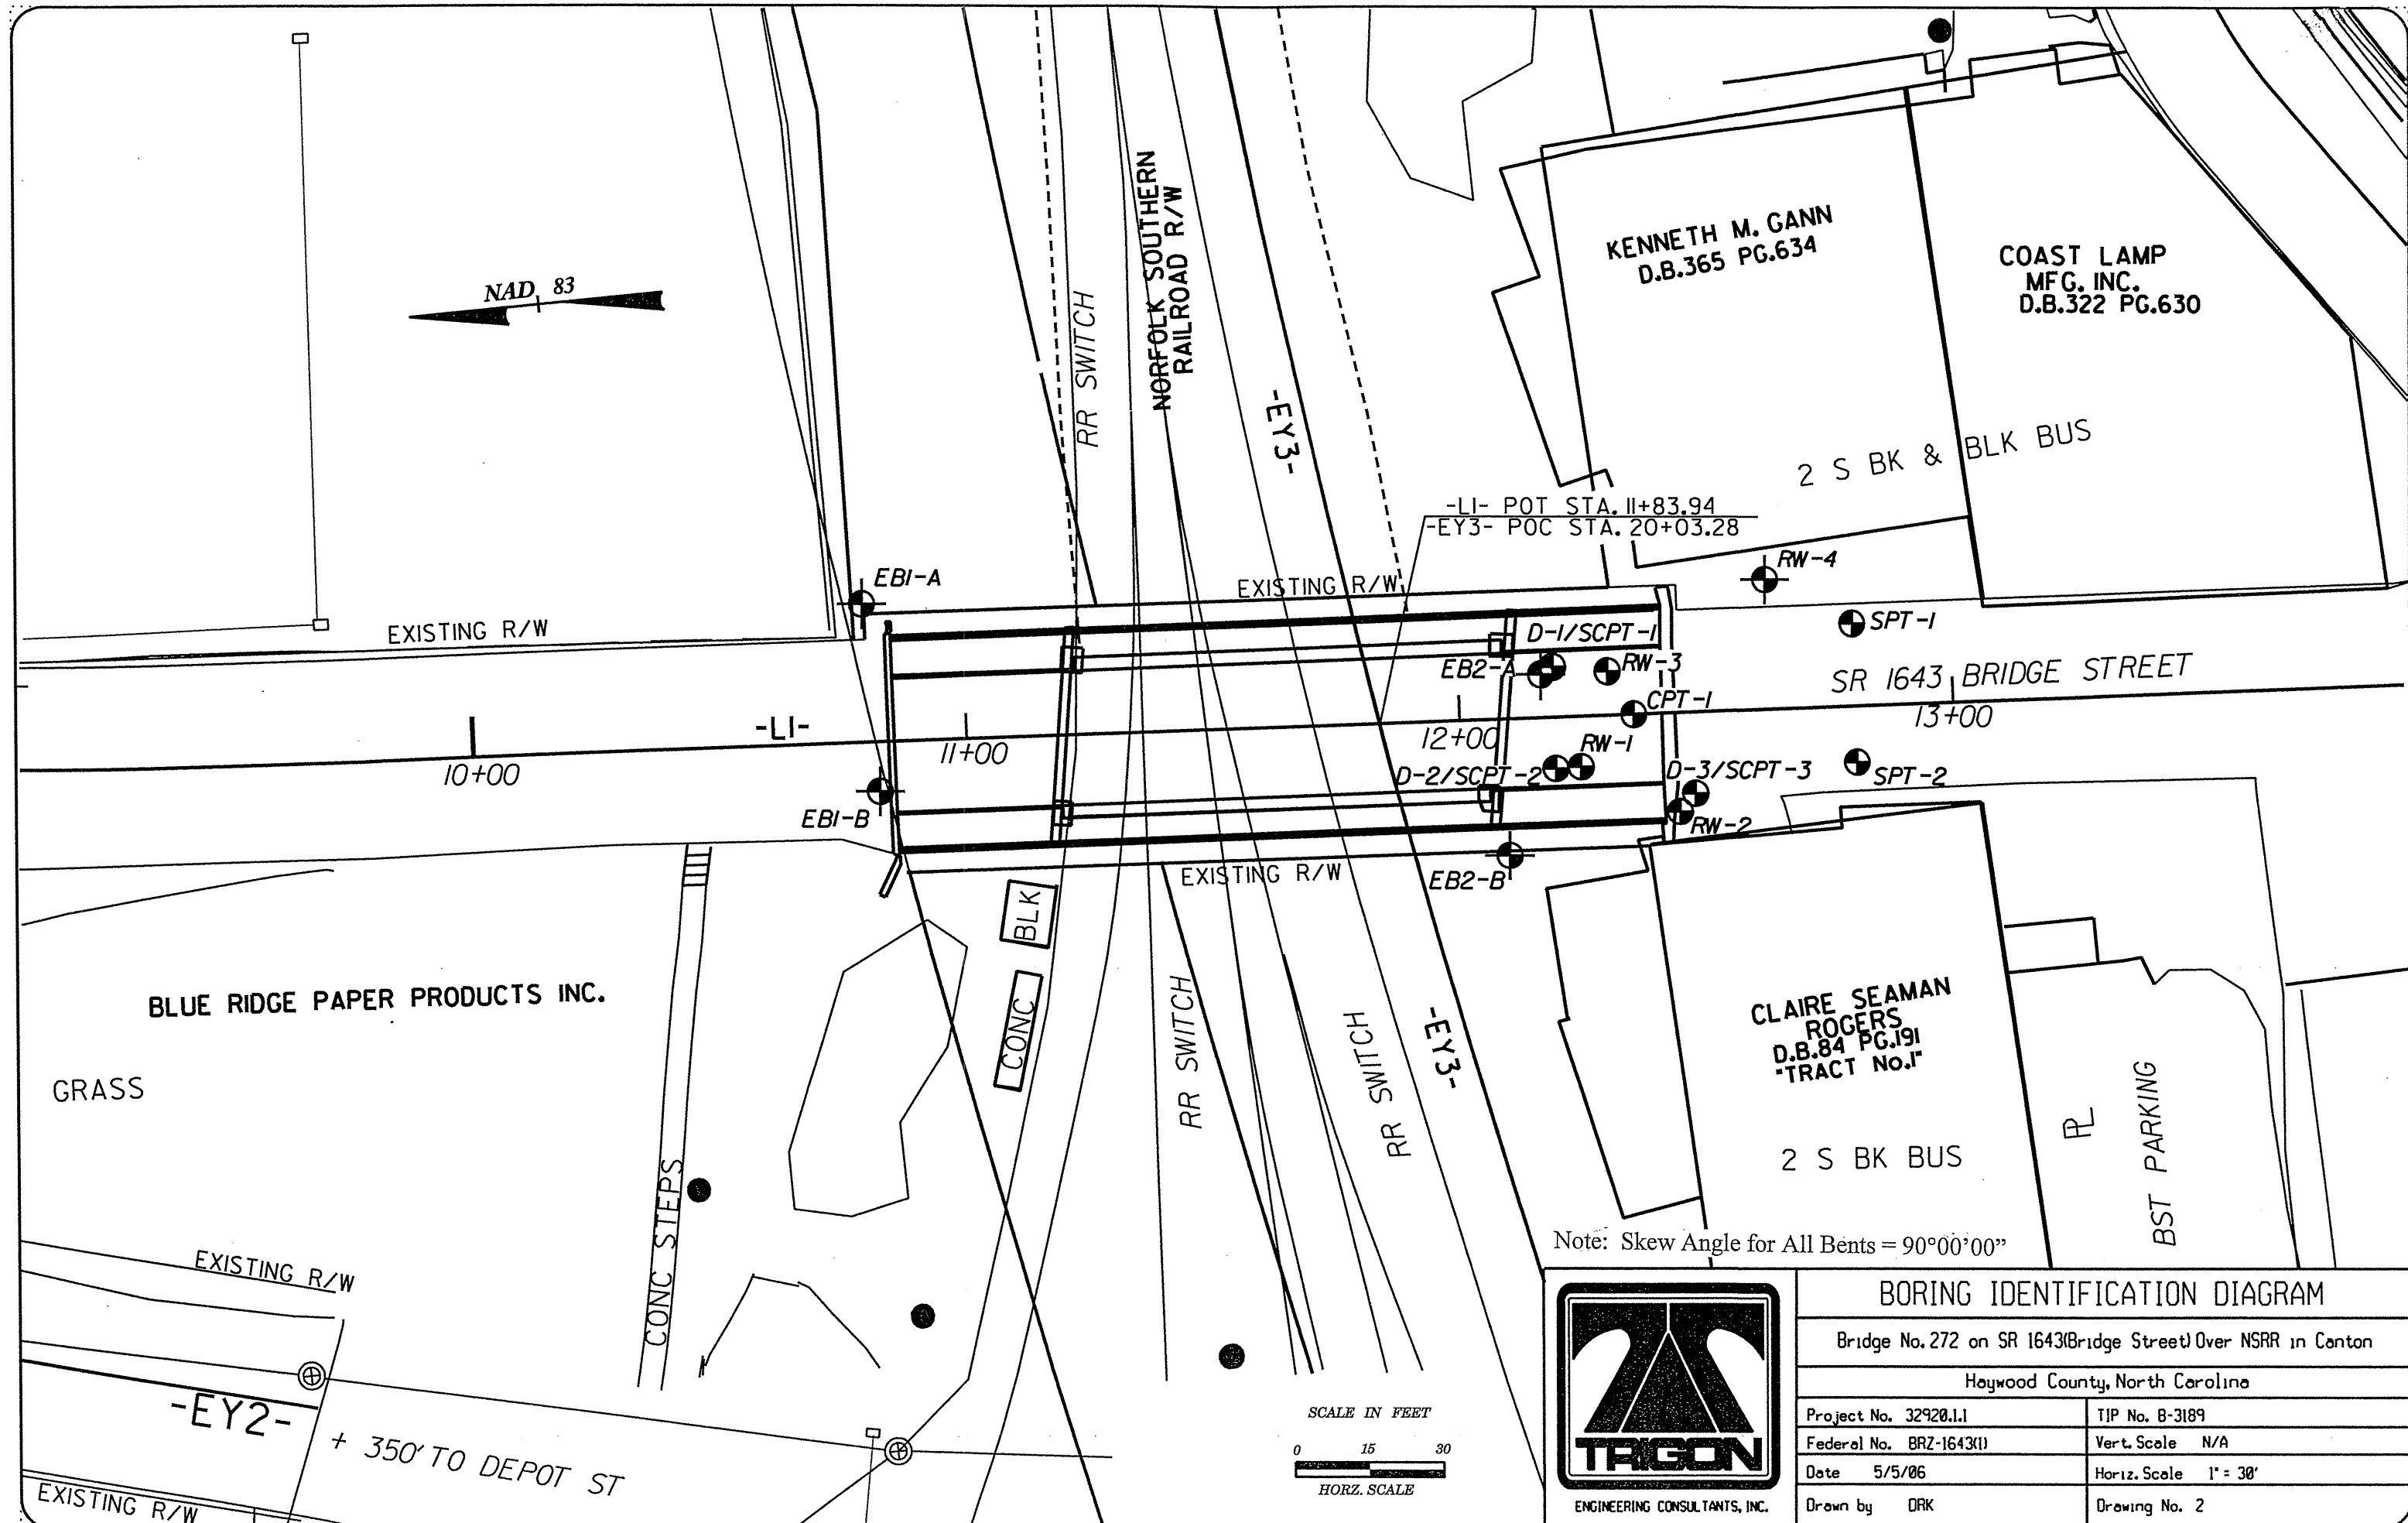 NAD 83
NORFOLK SOUTHERN
RAILROAD R/W
RR SWITCH
-EY3-
KENNETH M. GANN
D.B.365 PG.634
COAST LAMP
MFG. INC.
D.B.322 PG.630
2 S BK & BLK BUS
-L1- POT STA. 11+83.94
-EY3- POC STA. 20+03.28
EB1-A
EXISTING R/W
EXISTING R/W
RW-4
SPT-1
D-1/SCPT-1
EB2-A
RW-3
SR 1643 BRIDGE STREET
CPT-1
-L1-
10+00
11+00
12+00
13+00
RW-1
D-2/SCPT-2
D-3/SCPT-3
SPT-2
EB1-B
RW-2
EXISTING R/W
EB2-B
BLK
CONC
BLUE RIDGE PAPER PRODUCTS INC.
GRASS
RR SWITCH
RR SWITCH
-EY3-
CLAIRE SEAMAN
ROGERS
D.B.84 PG.191
"TRACT No.1"
2 S BK BUS
PL
BST PARKING
CONC STEPS
EXISTING R/W
-EY2-
+ 350' TO DEPOT ST
EXISTING R/W
SCALE IN FEET
0 15 30
HORZ. SCALE
Note: Skew Angle for All Bents = 90°00'00”
TRIGON
ENGINEERING CONSULTANTS, INC.
BORING IDENTIFICATION DIAGRAM
Bridge No. 272 on SR 1643(Bridge Street) Over NSRR in Canton
Haywood County, North Carolina
Project No. 32920.1.1
TIP No. B-3189
Federal No. BRZ-1643(1)
Vert. Scale N/A
Date 5/5/06
Horiz. Scale 1" = 30'
Drawn by DRK
Drawing No. 2